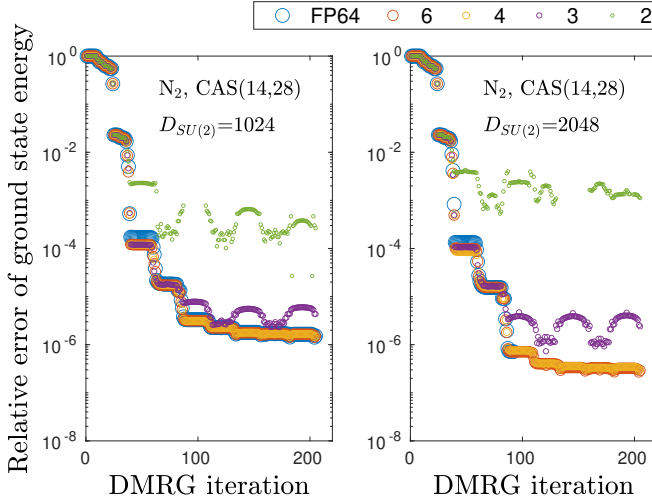 FP64 6 4 3 2
Relative error of ground state energy
10^0
10^-2
10^-4
10^-6
10^-8
N₂, CAS(14,28)
D_SU(2)=1024
0 100 200
DMRG iteration
10^0
10^-2
10^-4
10^-6
10^-8
N₂, CAS(14,28)
D_SU(2)=2048
0 100 200
DMRG iteration